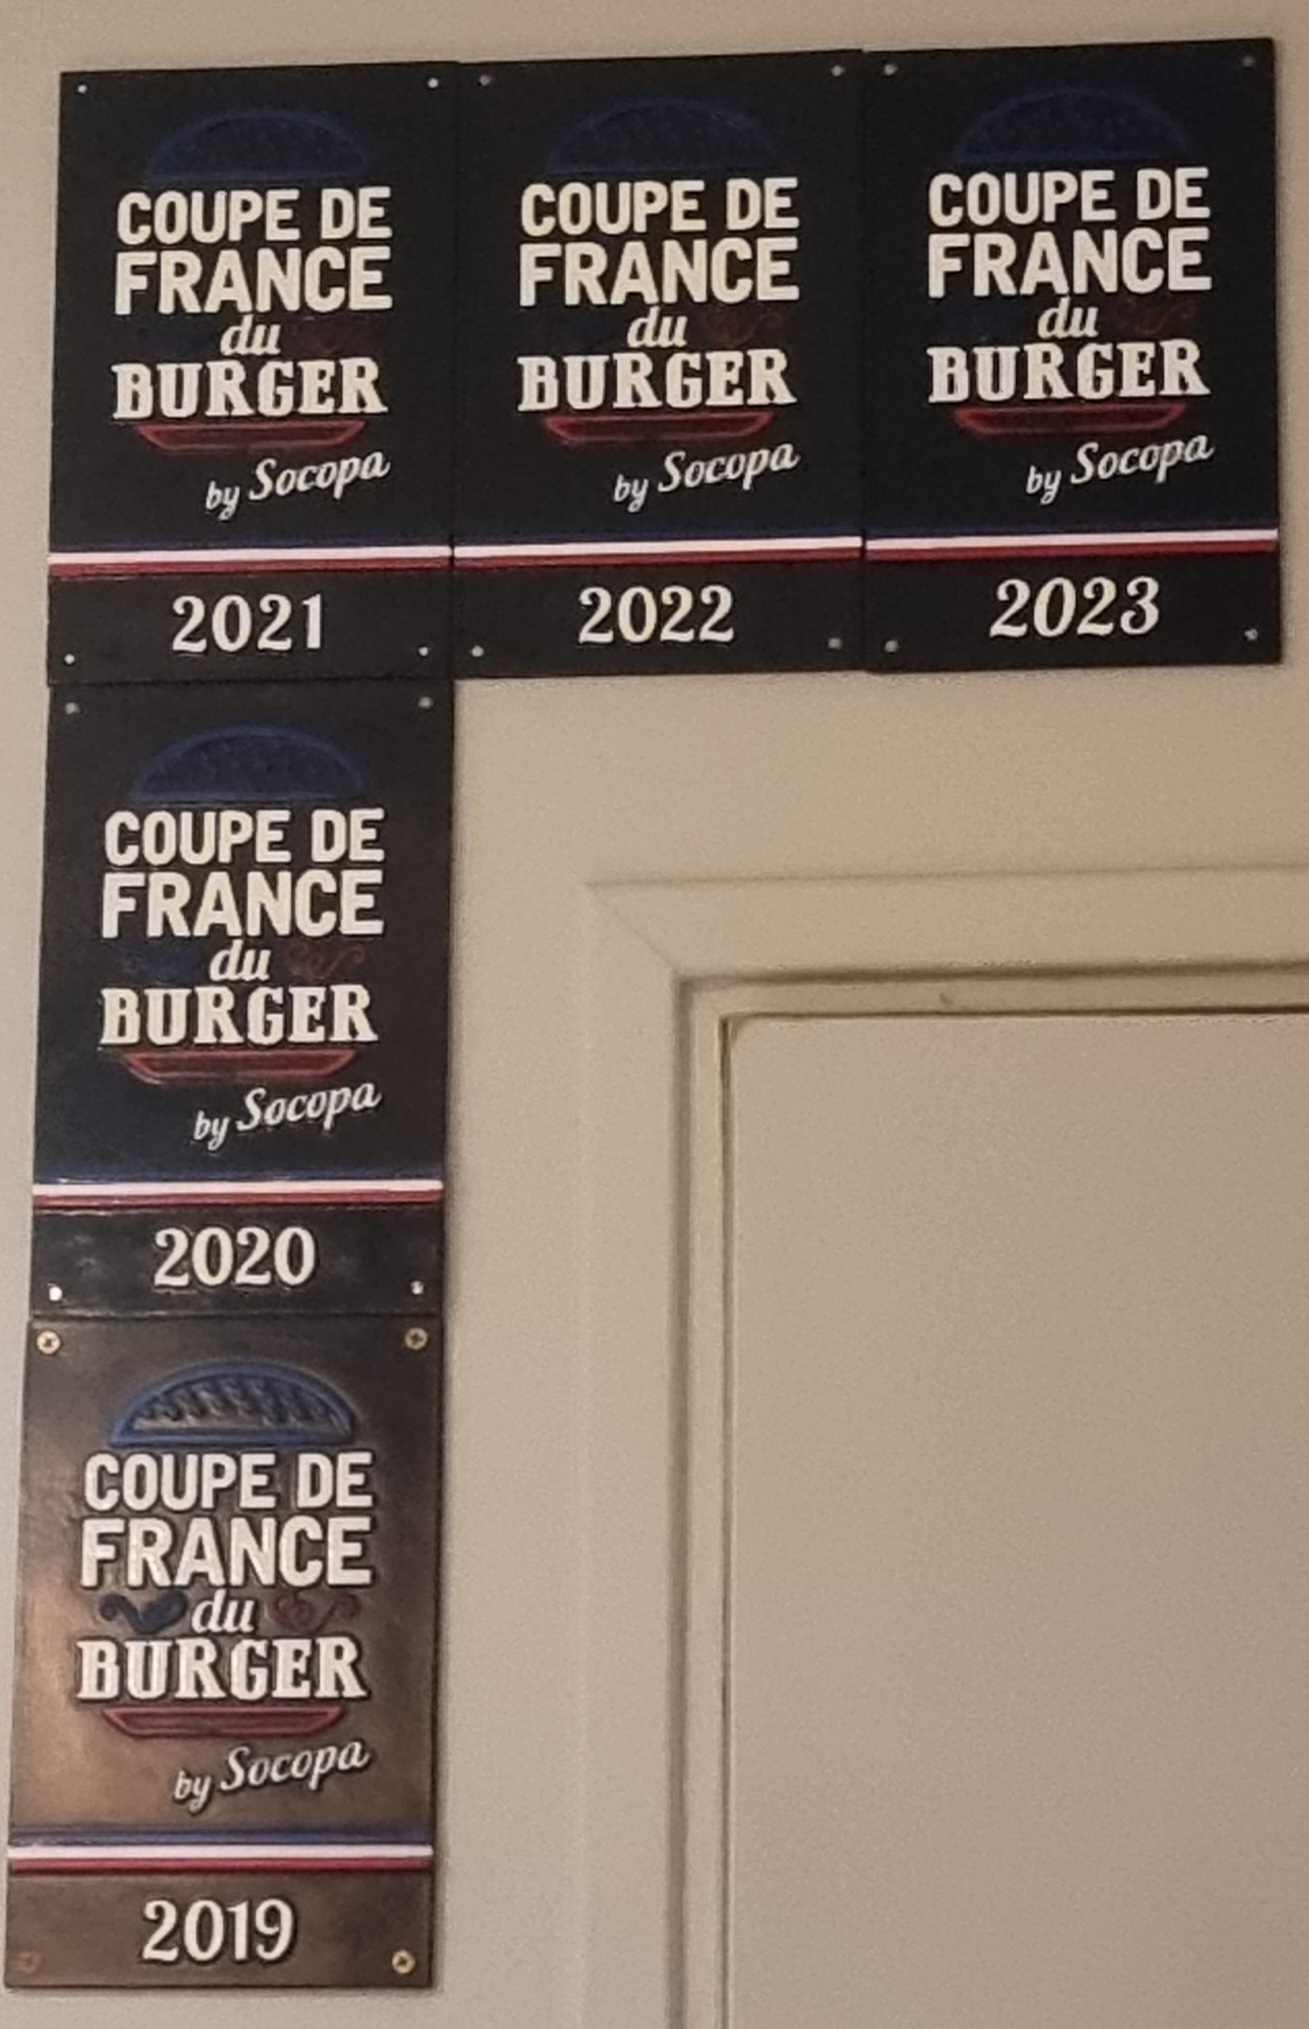 COUPE DE
FRANCE
du
BURGER
by Socopa
2021
COUPE DE
FRANCE
du
BURGER
by Socopa
2022
COUPE DE
FRANCE
du
BURGER
by Socopa
2023
COUPE DE
FRANCE
du
BURGER
by Socopa
2020
COUPE DE
FRANCE
du
BURGER
by Socopa
2019